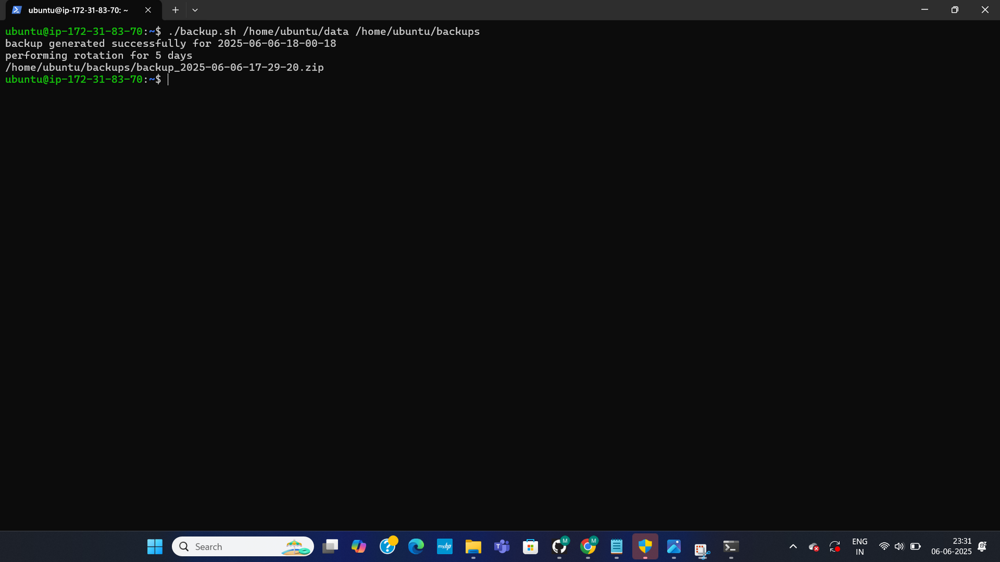 ubuntu@ip-172-31-83-70: ~
ubuntu@ip-172-31-83-70:~$ ./backup.sh /home/ubuntu/data /home/ubuntu/backups
backup generated successfully for 2025-06-06-18-00-18
performing rotation for 5 days
/home/ubuntu/backups/backup_2025-06-06-17-29-20.zip
ubuntu@ip-172-31-83-70:~$
Search
myhp
M
M
ENG
IN
23:31
06-06-2025